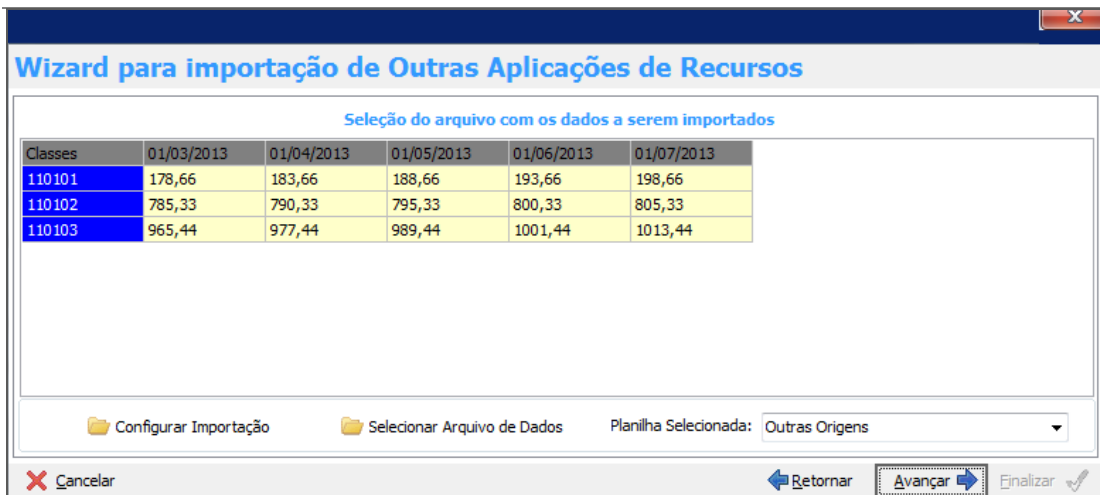 X
Wizard para importação de Outras Aplicações de Recursos
Seleção do arquivo com os dados a serem importados
Classes 01/03/2013 01/04/2013 01/05/2013 01/06/2013 01/07/2013
110101 178,66 183,66 188,66 193,66 198,66
110102 785,33 790,33 795,33 800,33 805,33
110103 965,44 977,44 989,44 1001,44 1013,44
Configurar Importação Selecionar Arquivo de Dados Planilha Selecionada: Outras Origens
Cancelar Retornar Avançar Finalizar